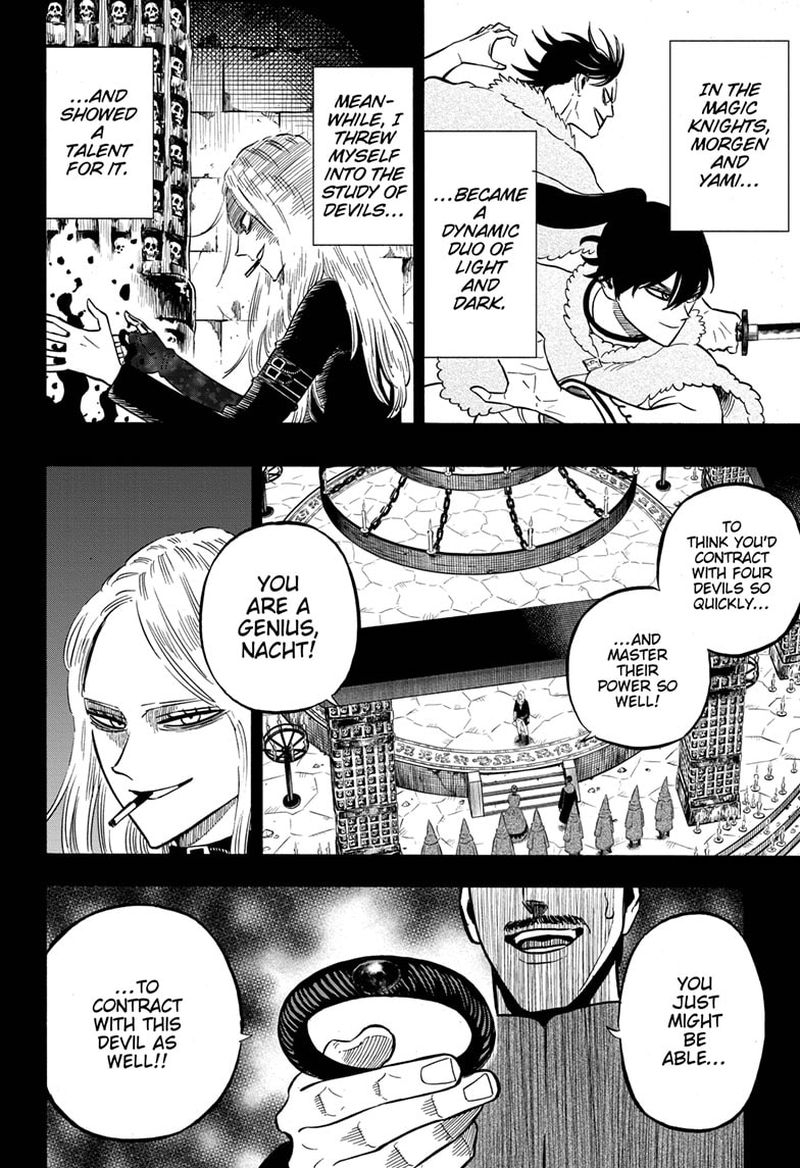 IN THE
MAGIC
KNIGHTS,
MORGEN
AND
YAMI...
...BECAME
A
DYNAMIC
DUO OF
LIGHT
AND
DARK.
MEAN-
WHILE, I
THREW
MYSELF
INTO THE
STUDY OF
DEVILS...
...AND
SHOWED
A
TALENT
FOR IT.
TO
THINK YOU'D
CONTRACT
WITH FOUR
DEVILS SO
QUICKLY...
...AND
MASTER
THEIR
POWER SO
WELL!
YOU
ARE A
GENIUS,
NACHT!
YOU
JUST
MIGHT
BE
ABLE...
...TO
CONTRACT
WITH THIS
DEVIL AS
WELL!!